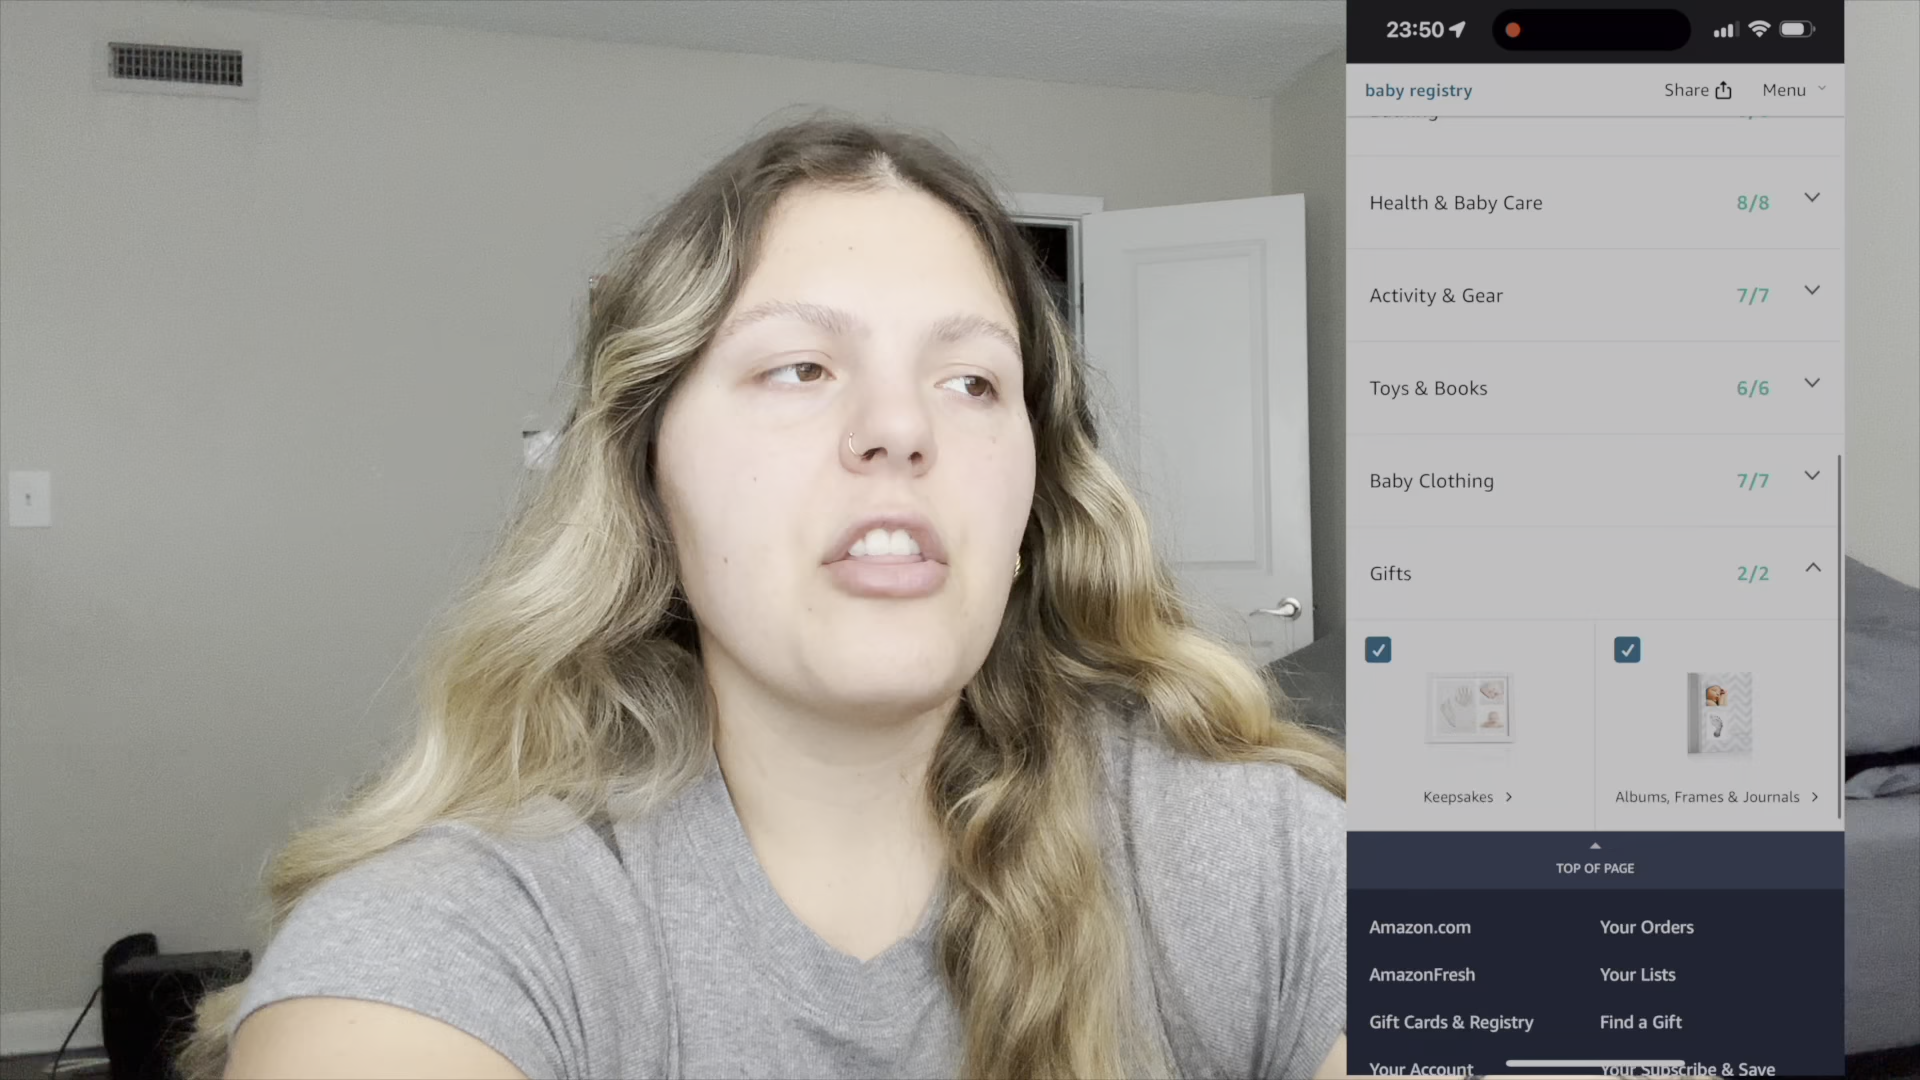 23:50
baby registry Share Menu
Health & Baby Care 8/8
Activity & Gear 7/7
Toys & Books 6/6
Baby Clothing 7/7
Gifts 2/2
Keepsakes Albums, Frames & Journals
TOP OF PAGE
Amazon.com Your Orders
AmazonFresh Your Lists
Gift Cards & Registry Find a Gift
Your Account Your Subscribe & Save